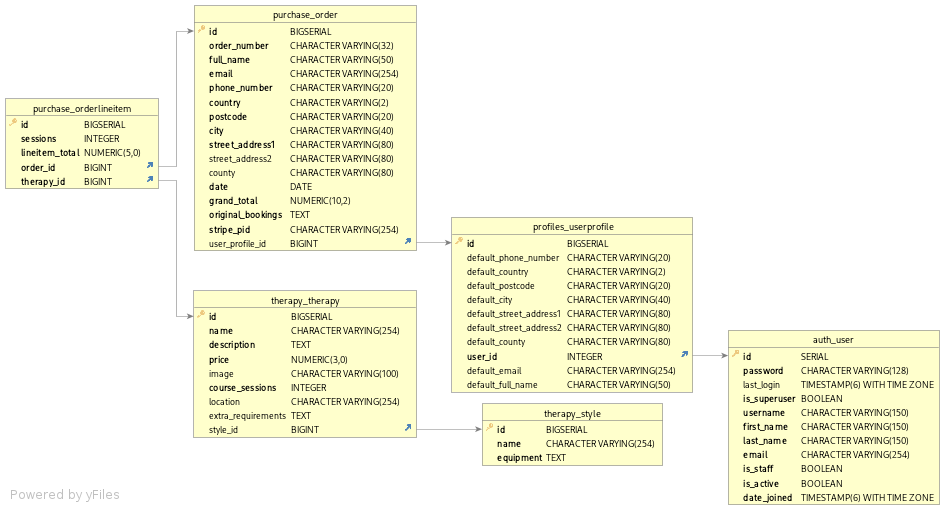 purchase_order
id BIGSERIAL
order_number CHARACTER VARYING(32)
full_name CHARACTER VARYING(50)
email CHARACTER VARYING(254)
phone_number CHARACTER VARYING(20)
country CHARACTER VARYING(2)
postcode CHARACTER VARYING(20)
city CHARACTER VARYING(40)
street_address1 CHARACTER VARYING(80)
street_address2 CHARACTER VARYING(80)
county CHARACTER VARYING(80)
date DATE
grand_total NUMERIC(10,2)
original_bookings TEXT
stripe_pid CHARACTER VARYING(254)
user_profile_id BIGINT
purchase_orderlineitem
id BIGSERIAL
sessions INTEGER
lineitem_total NUMERIC(5,0)
order_id BIGINT
therapy_id BIGINT
profiles_userprofile
id BIGSERIAL
default_phone_number CHARACTER VARYING(20)
default_country CHARACTER VARYING(2)
default_postcode CHARACTER VARYING(20)
default_city CHARACTER VARYING(40)
default_street_address1 CHARACTER VARYING(80)
default_street_address2 CHARACTER VARYING(80)
default_county CHARACTER VARYING(80)
user_id INTEGER
default_email CHARACTER VARYING(254)
default_full_name CHARACTER VARYING(50)
therapy_therapy
id BIGSERIAL
name CHARACTER VARYING(254)
description TEXT
price NUMERIC(3,0)
image CHARACTER VARYING(100)
course_sessions INTEGER
location CHARACTER VARYING(254)
extra_requirements TEXT
style_id BIGINT
auth_user
id SERIAL
password CHARACTER VARYING(128)
last_login TIMESTAMP(6) WITH TIME ZONE
is_superuser BOOLEAN
username CHARACTER VARYING(150)
first_name CHARACTER VARYING(150)
last_name CHARACTER VARYING(150)
email CHARACTER VARYING(254)
is_staff BOOLEAN
is_active BOOLEAN
date_joined TIMESTAMP(6) WITH TIME ZONE
therapy_style
id BIGSERIAL
name CHARACTER VARYING(254)
equipment TEXT
Powered by yFiles